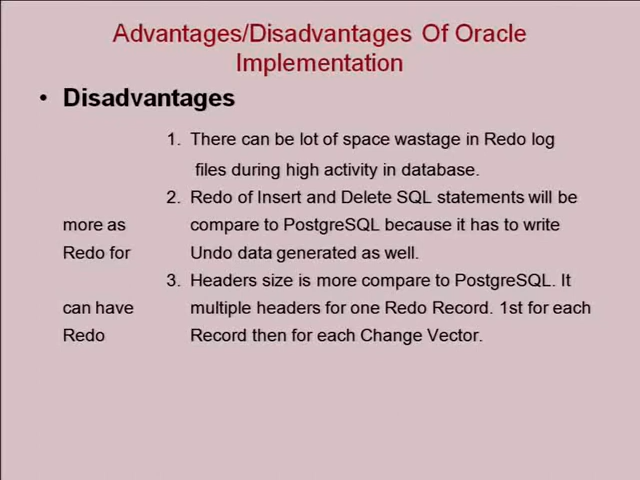 Advantages/Disadvantages Of Oracle
Implementation
• Disadvantages
1. There can be lot of space wastage in Redo log
files during high activity in database.
2. Redo of Insert and Delete SQL statements will be
more as compare to PostgreSQL because it has to write
Redo for Undo data generated as well.
3. Headers size is more compare to PostgreSQL. It
can have multiple headers for one Redo Record. 1st for each
Redo Record then for each Change Vector.